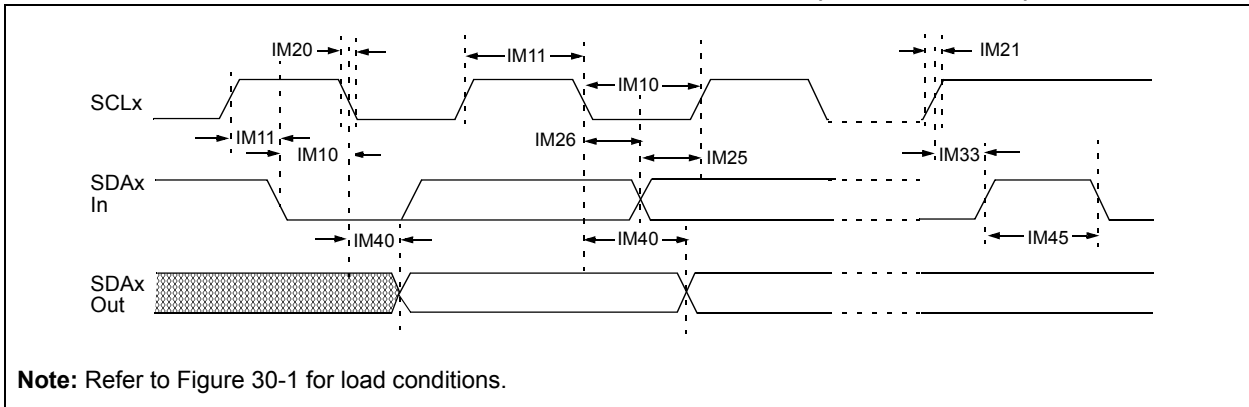 IM20
IM11
IM21
IM10
SCLx
IM11
IM26
IM10
IM25
IM33
SDAx
In
IM40
IM40
IM45
SDAx
Out
Note: Refer to Figure 30-1 for load conditions.